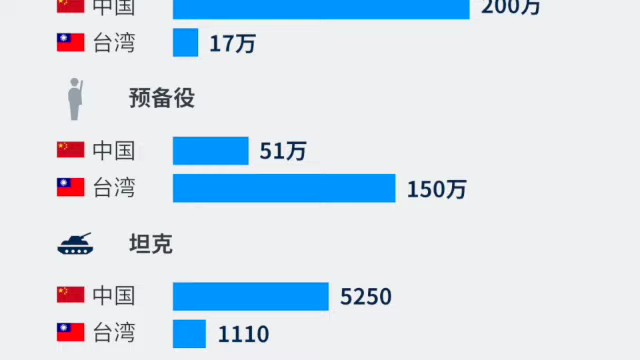 中国 200万
台湾 17万
预备役
中国 51万
台湾 150万
坦克
中国 5250
台湾 1110